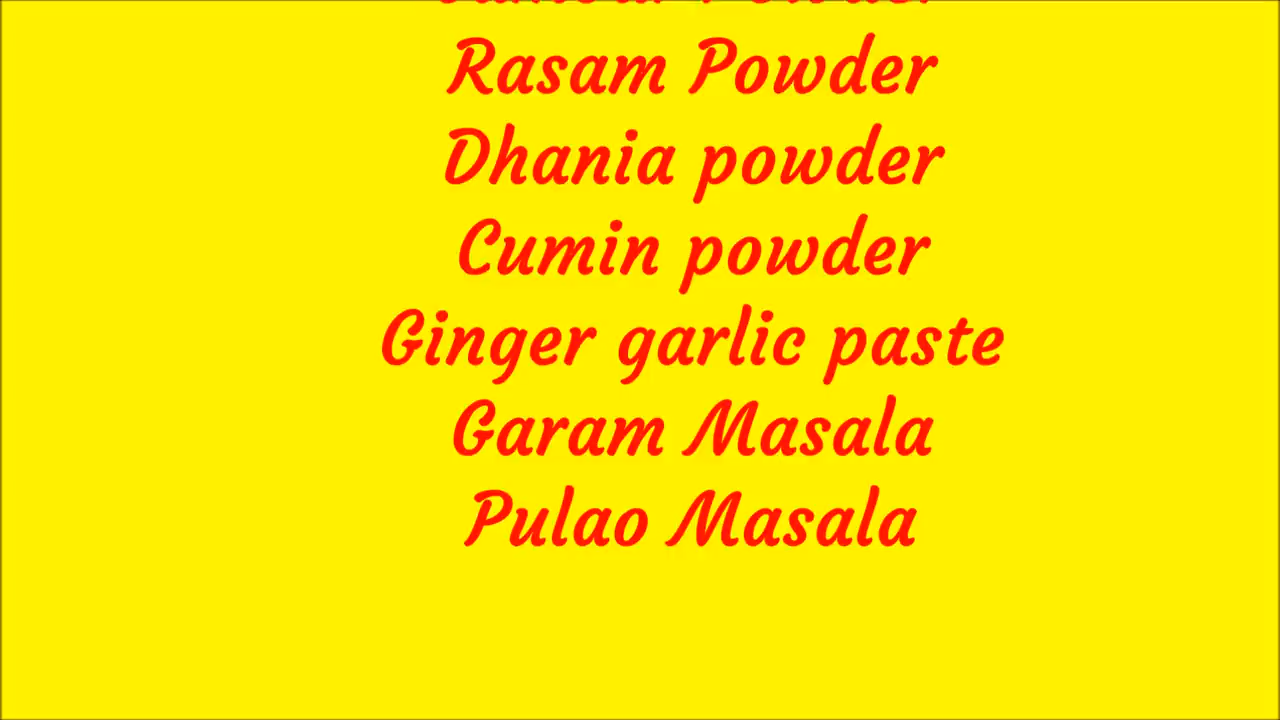 Rasam Powder
Dhania powder
Cumin powder
Ginger garlic paste
Garam Masala
Pulao Masala